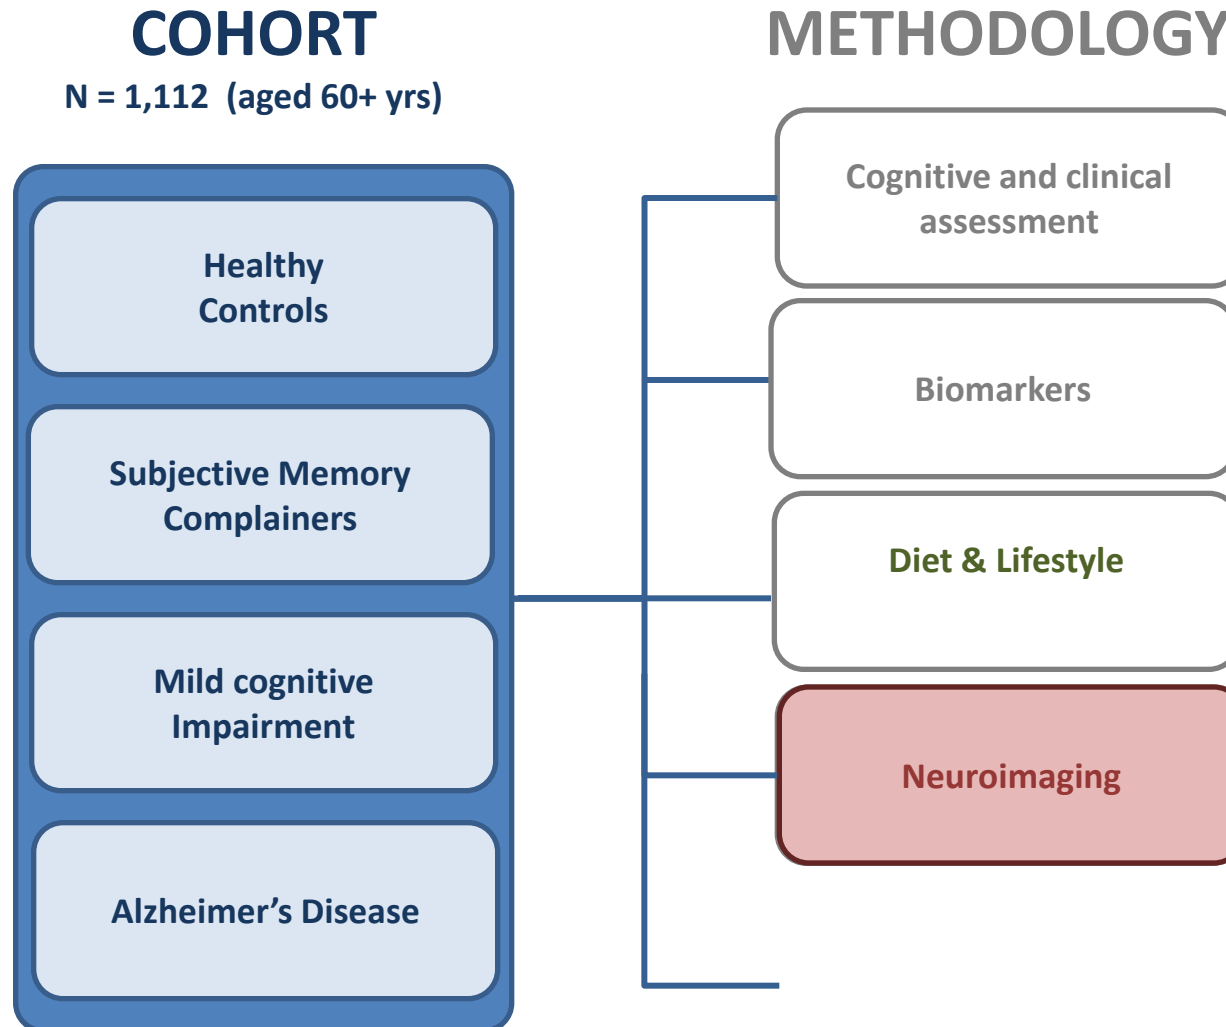 COHORT
N = 1,112 (aged 60+ yrs)
Healthy
Controls
Subjective Memory
Complainers
Mild cognitive
Impairment
Alzheimer’s Disease
METHODOLOGY
Cognitive and clinical
assessment
Biomarkers
Diet & Lifestyle
Neuroimaging